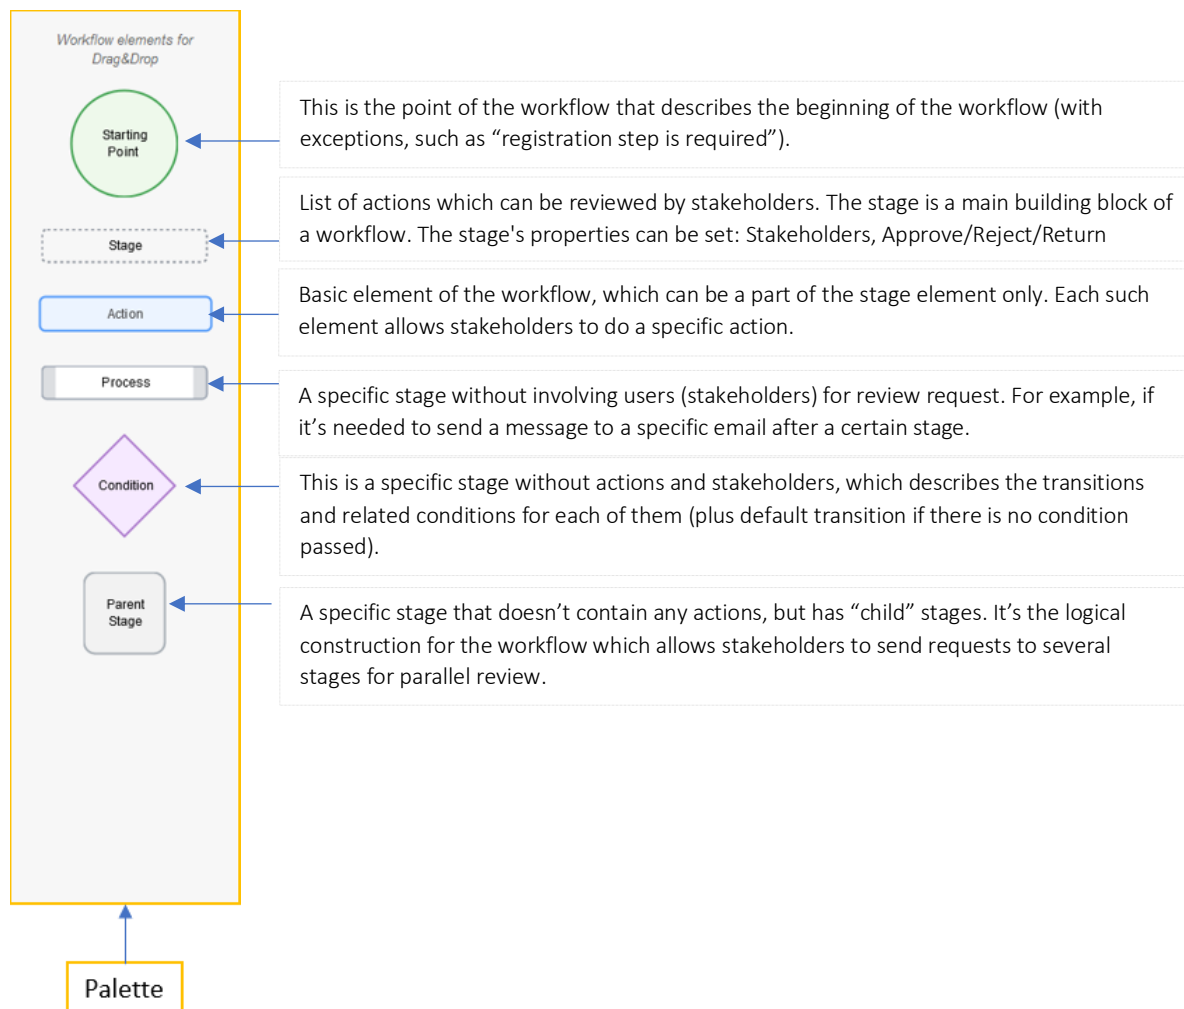 Workflow elements for
Drag&Drop
Starting
Point
This is the point of the workflow that describes the beginning of the workflow (with
exceptions, such as “registration step is required”).
Stage
List of actions which can be reviewed by stakeholders. The stage is a main building block of
a workflow. The stage's properties can be set: Stakeholders, Approve/Reject/Return
Action
Basic element of the workflow, which can be a part of the stage element only. Each such
element allows stakeholders to do a specific action.
Process
A specific stage without involving users (stakeholders) for review request. For example, if
it’s needed to send a message to a specific email after a certain stage.
Condition
This is a specific stage without actions and stakeholders, which describes the transitions
and related conditions for each of them (plus default transition if there is no condition
passed).
Parent
Stage
A specific stage that doesn’t contain any actions, but has “child” stages. It’s the logical
construction for the workflow which allows stakeholders to send requests to several
stages for parallel review.
Palette